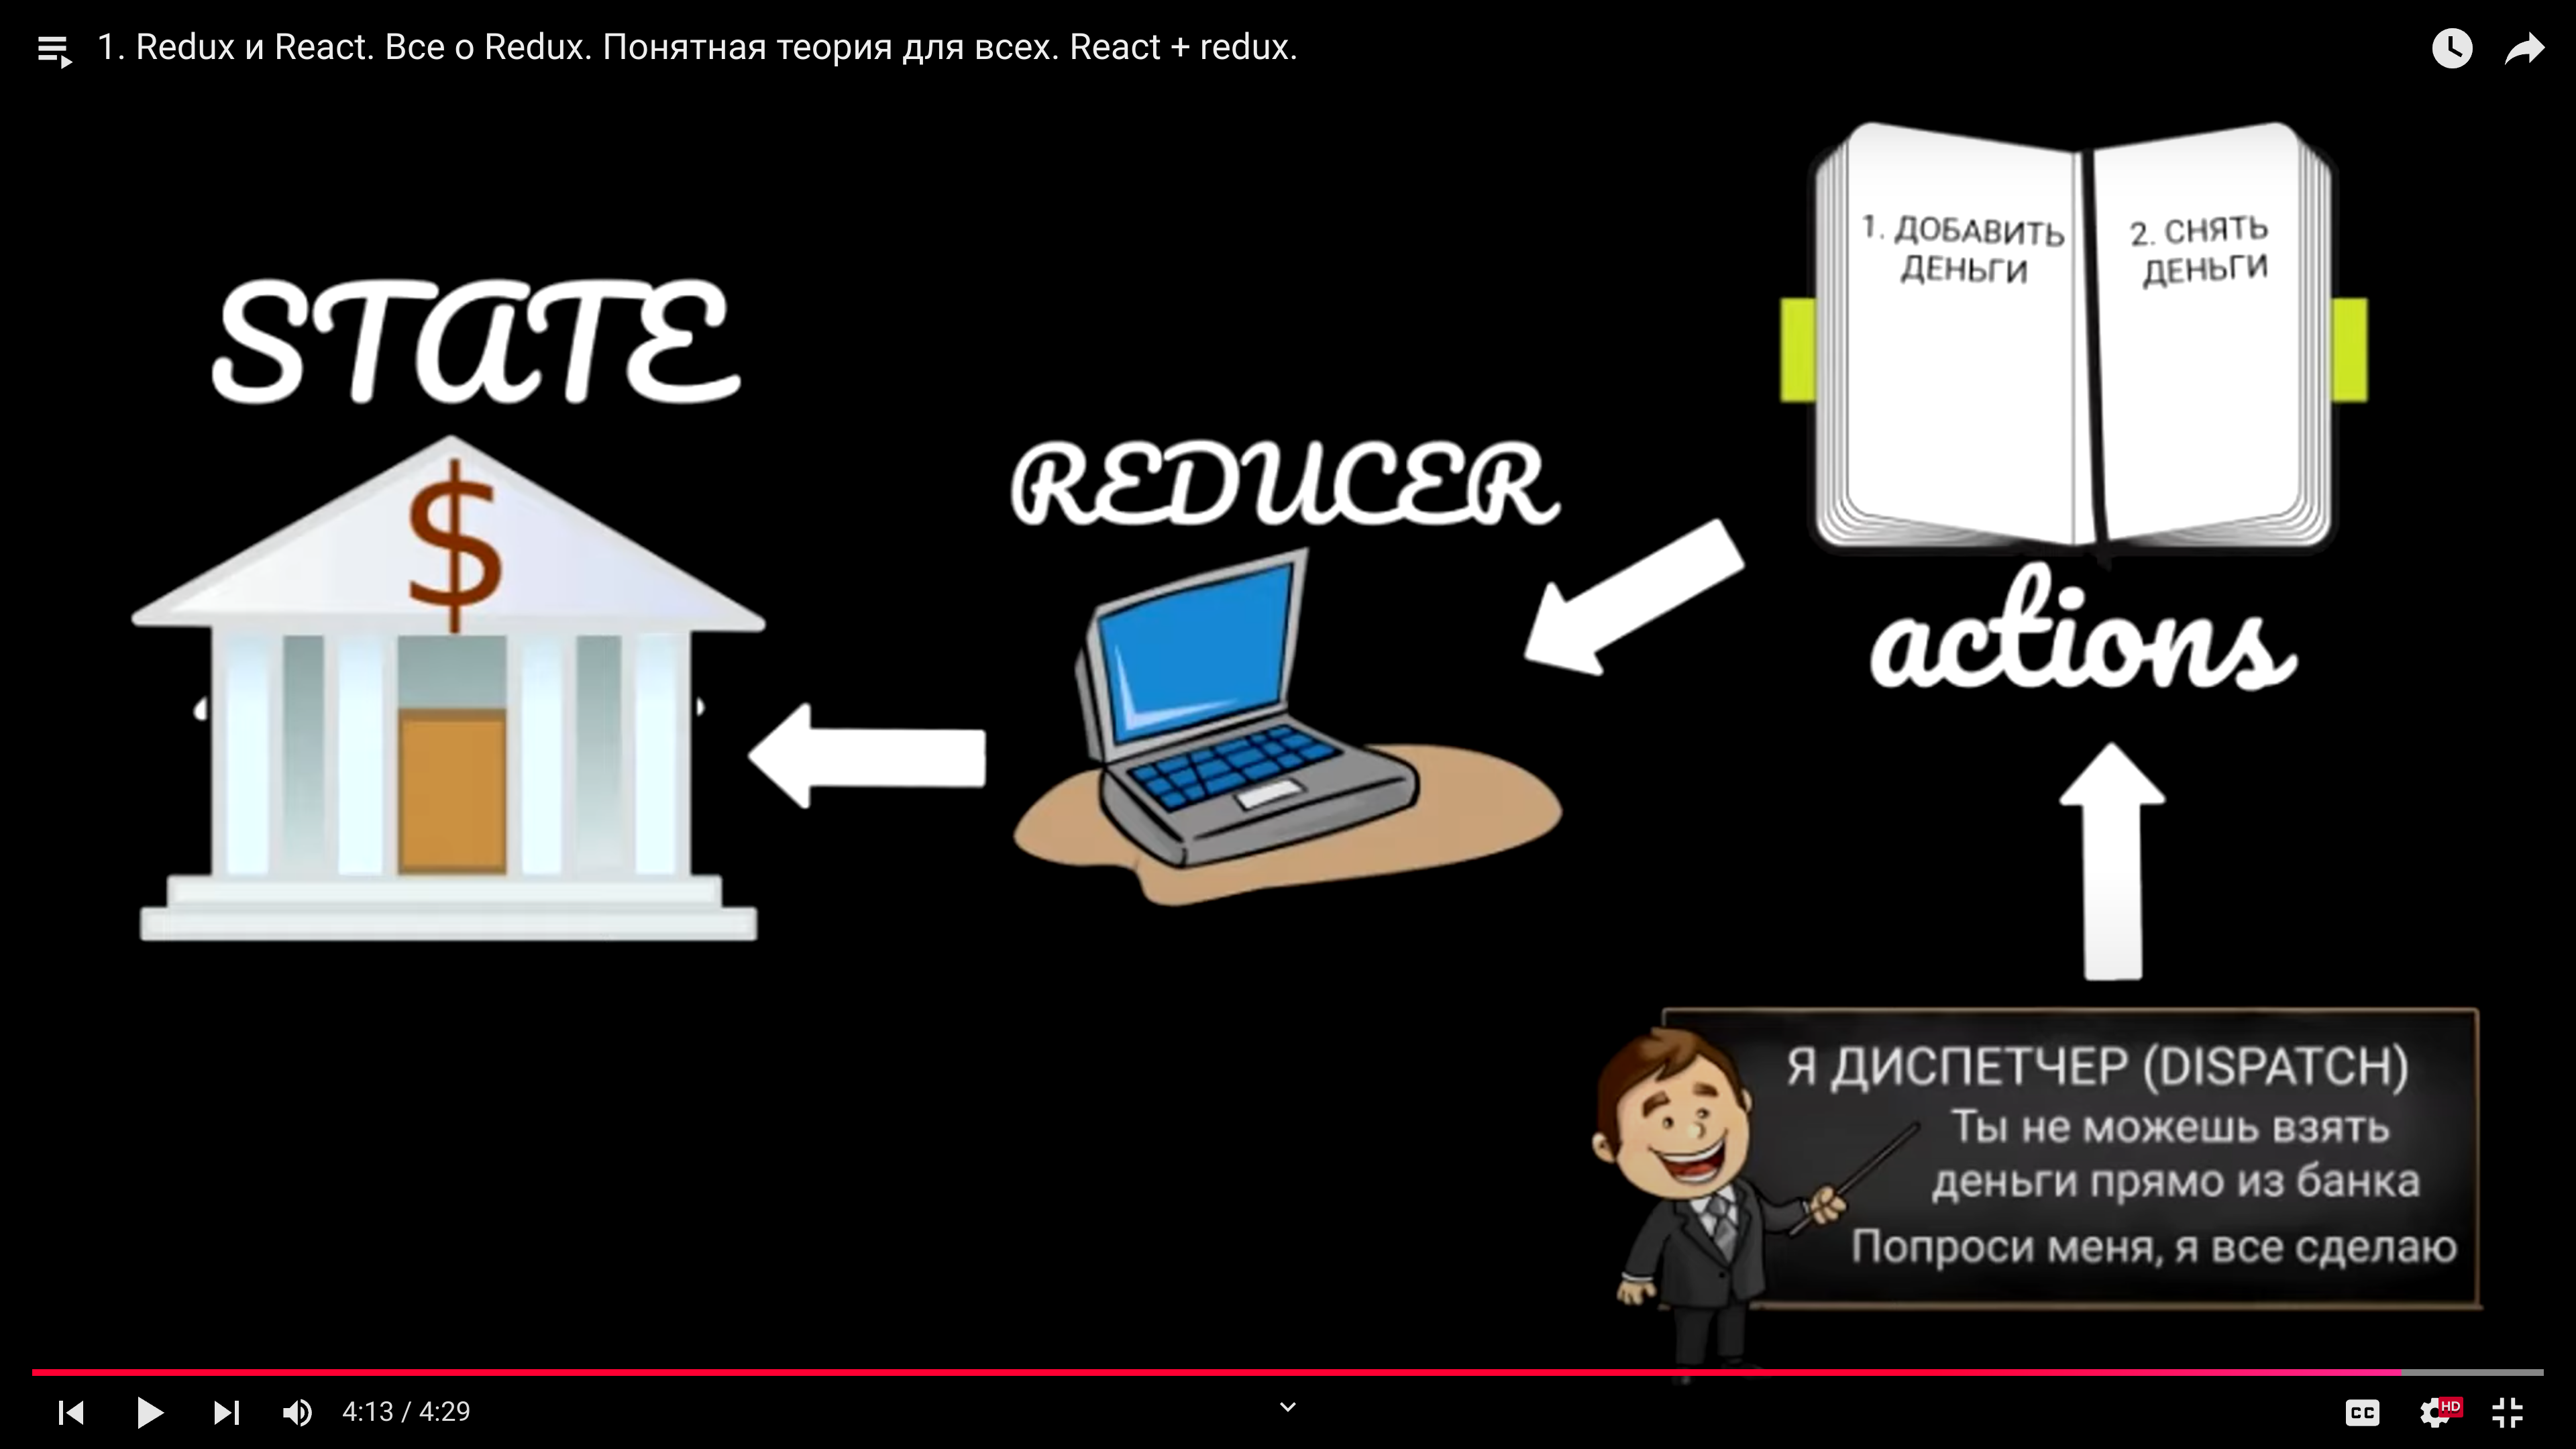 1. Redux и React. Все о Redux. Понятная теория для всех. React + redux.
1. ДОБАВИТЬ
ДЕНЬГИ
2. СНЯТЬ
ДЕНЬГИ
STATE
$
REDUCER
actions
Я ДИСПЕТЧЕР (DISPATCH)
Ты не можешь взять
деньги прямо из банка
Попроси меня, я все сделаю
4:13 / 4:29
CC
HD